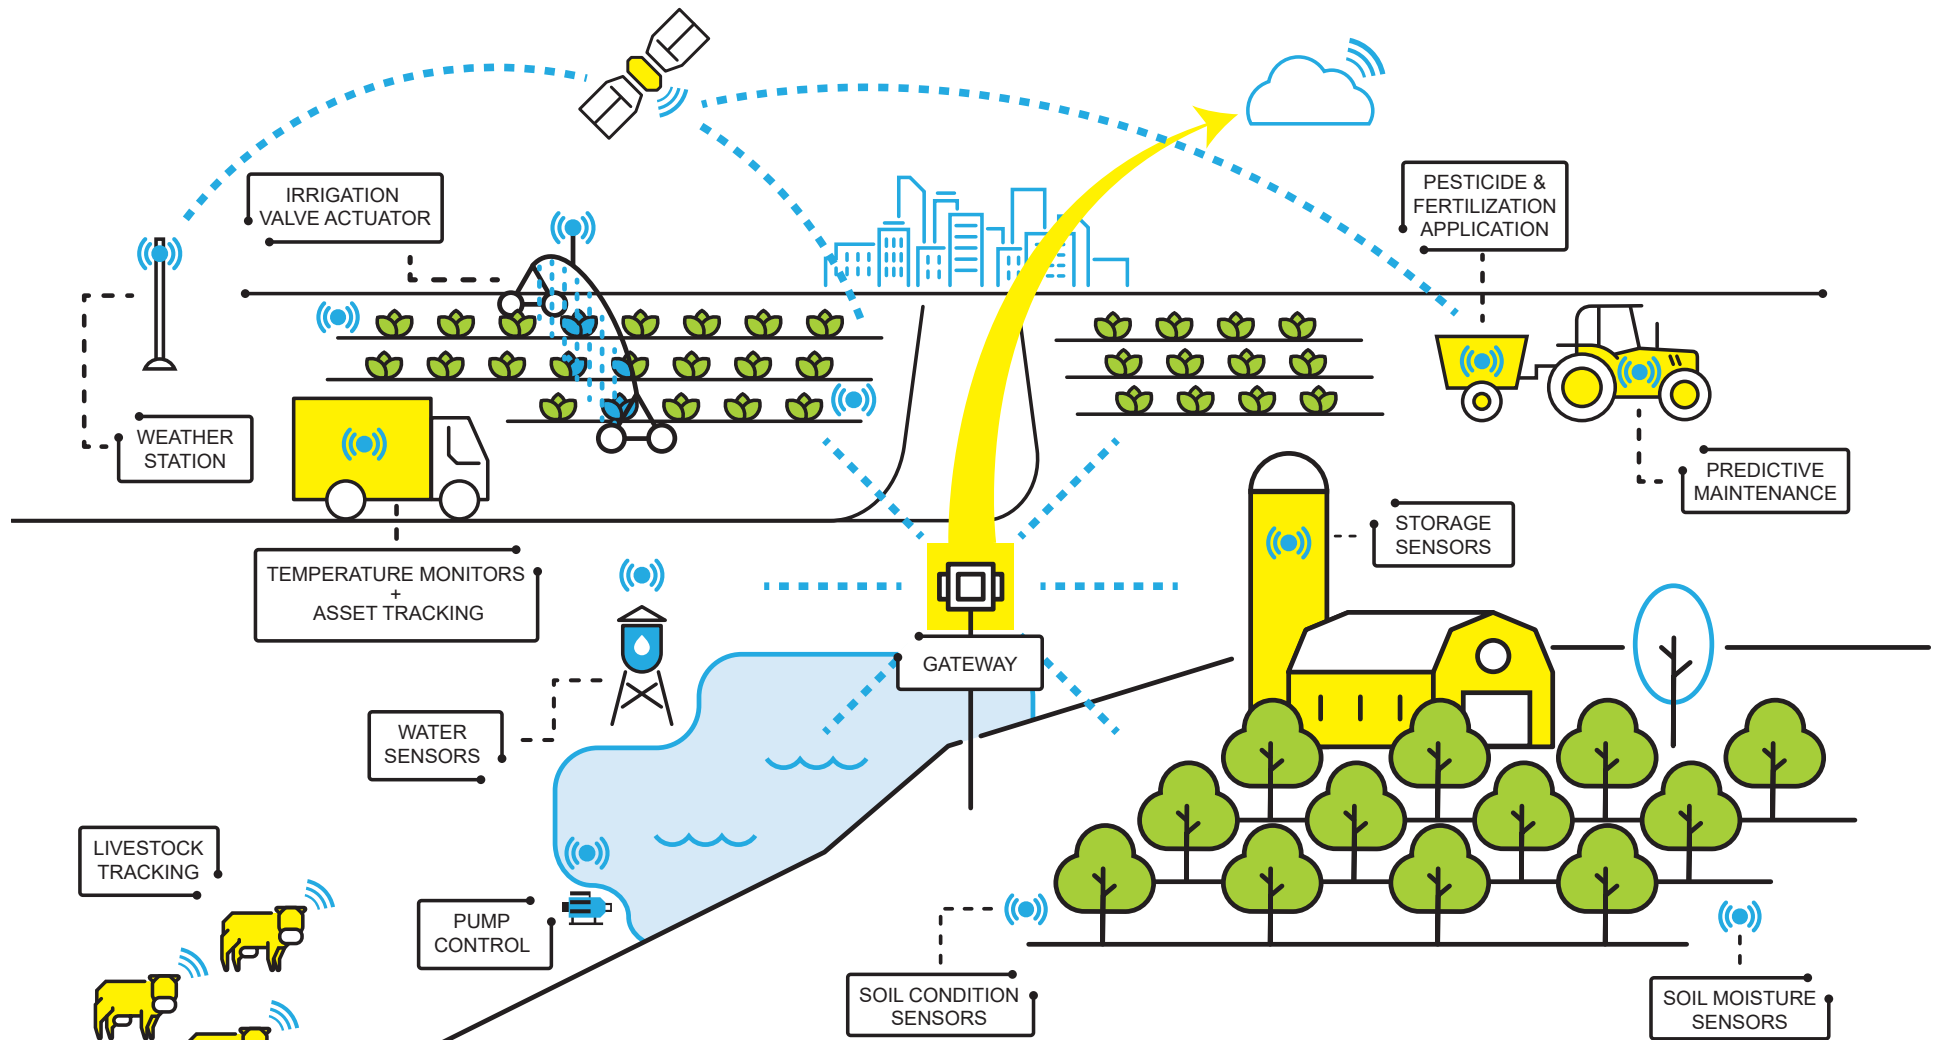 IRRIGATION
VALVE ACTUATOR
PESTICIDE &
FERTILIZATION
APPLICATION
WEATHER
STATION
PREDICTIVE
MAINTENANCE
STORAGE
SENSORS
TEMPERATURE MONITORS
+
ASSET TRACKING
GATEWAY
WATER
SENSORS
LIVESTOCK
TRACKING
PUMP
CONTROL
SOIL CONDITION
SENSORS
SOIL MOISTURE
SENSORS